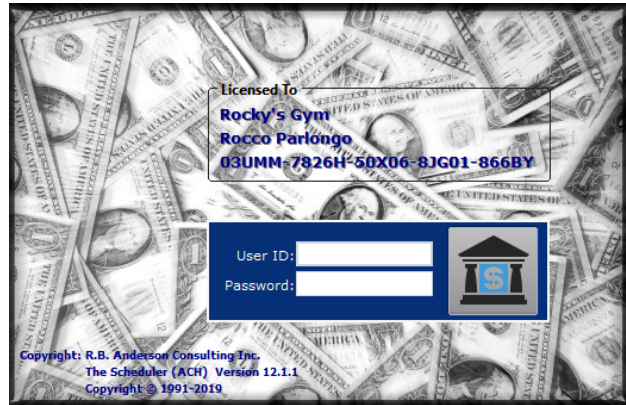 Licensed To
Rocky's Gym
Rocco Parlongo
03UMM-7826H-50X06-8JG01-866BY
User ID:
Password:
$
Copyright: R.B. Anderson Consulting Inc.
The Scheduler (ACH) Version 12.1.1
Copyright © 1991-2019